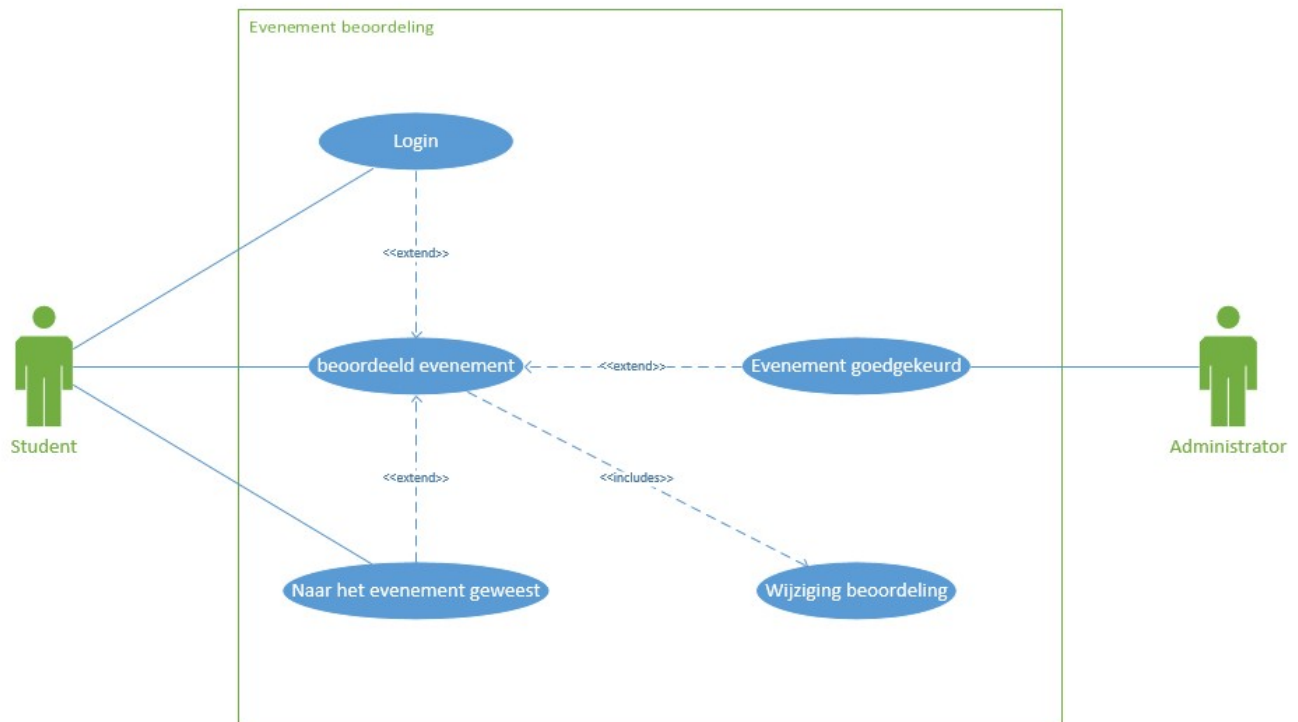 Evenement beoordeling
Login
<<extend>>
beoordeeld evenement
<<extend>>
Evenement goedgekeurd
Student
Administrator
<<extend>>
<<includes>>
Naar het evenement geweest
Wijziging beoordeling